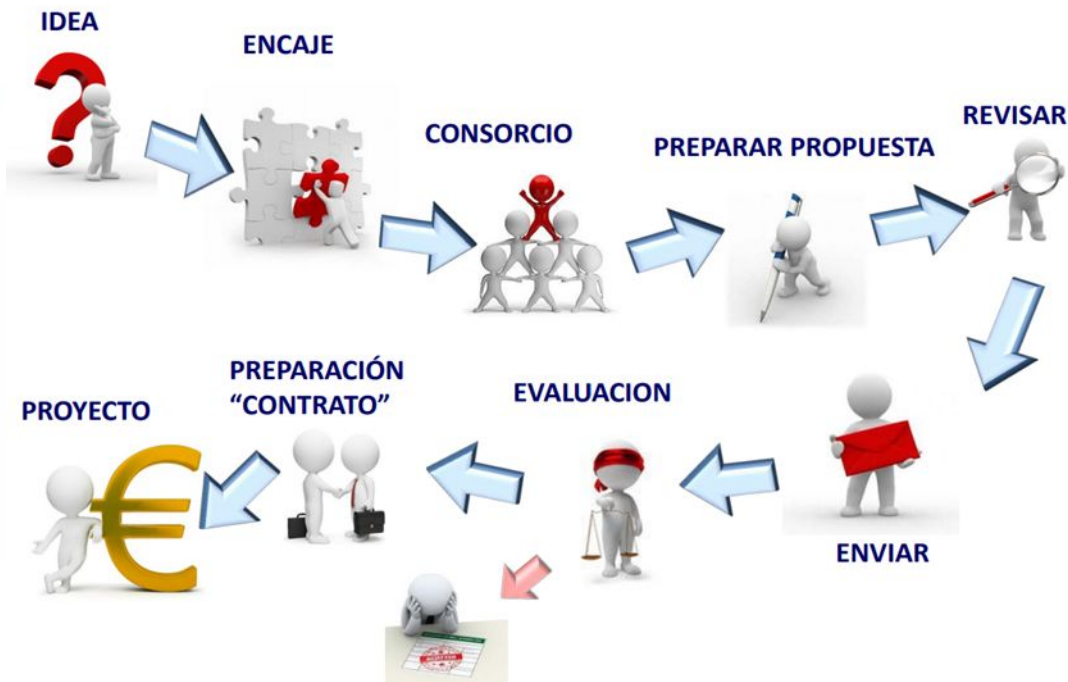 IDEA
ENCAJE
CONSORCIO
PREPARAR PROPUESTA
REVISAR
ENVIAR
EVALUACION
PREPARACIÓN
“CONTRATO”
PROYECTO